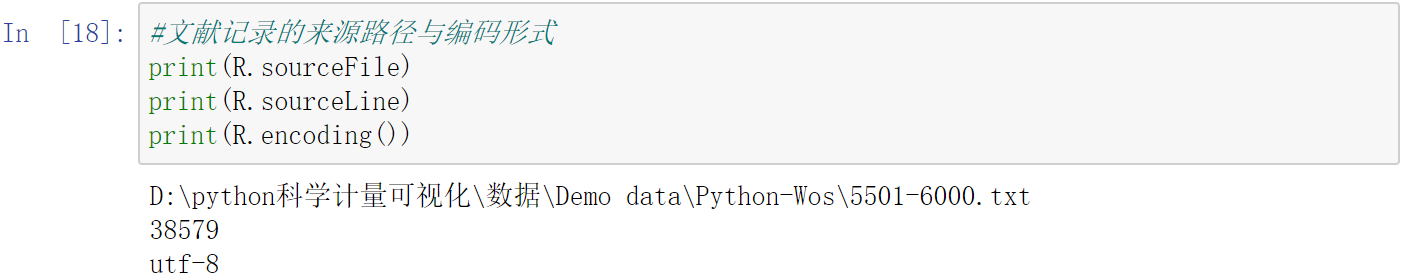 In [18]: #文献记录的来源路径与编码形式
print(R.sourceFile)
print(R.sourceLine)
print(R.encoding())
D:\python科学计量可视化\数据\Demo data\Python-Wos\5501-6000.txt
38579
utf-8